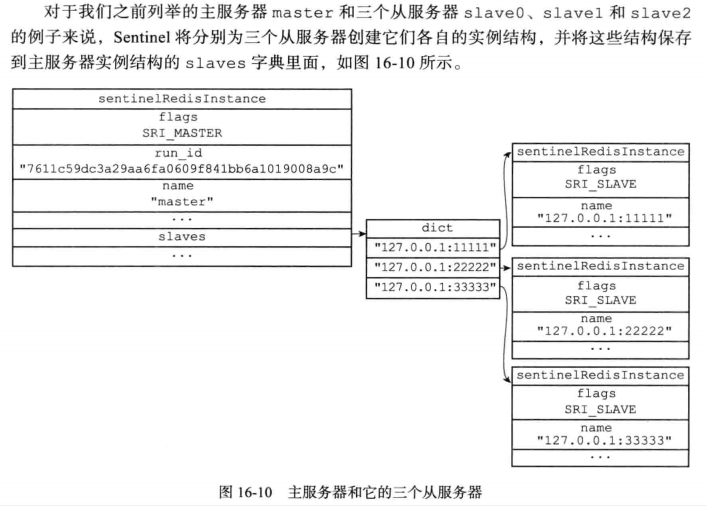 对于我们之前列举的主服务器 master 和三个从服务器 slave0、slave1 和 slave2
的例子来说，Sentinel 将分别为三个从服务器创建它们各自的实例结构，并将这些结构保存
到主服务器实例结构的 slaves 字典里面，如图 16-10 所示。
sentinelRedisInstance
flags
SRI_MASTER
run_id
"7611c59dc3a29aa6fa0609f841bb6a1019008a9c"
name
"master"
...
slaves
...
dict
"127.0.0.1:11111"
"127.0.0.1:22222"
"127.0.0.1:33333"
sentinelRedisInstance
flags
SRI_SLAVE
name
"127.0.0.1:11111"
...
sentinelRedisInstance
flags
SRI_SLAVE
name
"127.0.0.1:22222"
...
sentinelRedisInstance
flags
SRI_SLAVE
name
"127.0.0.1:33333"
...
图 16-10 主服务器和它的三个从服务器